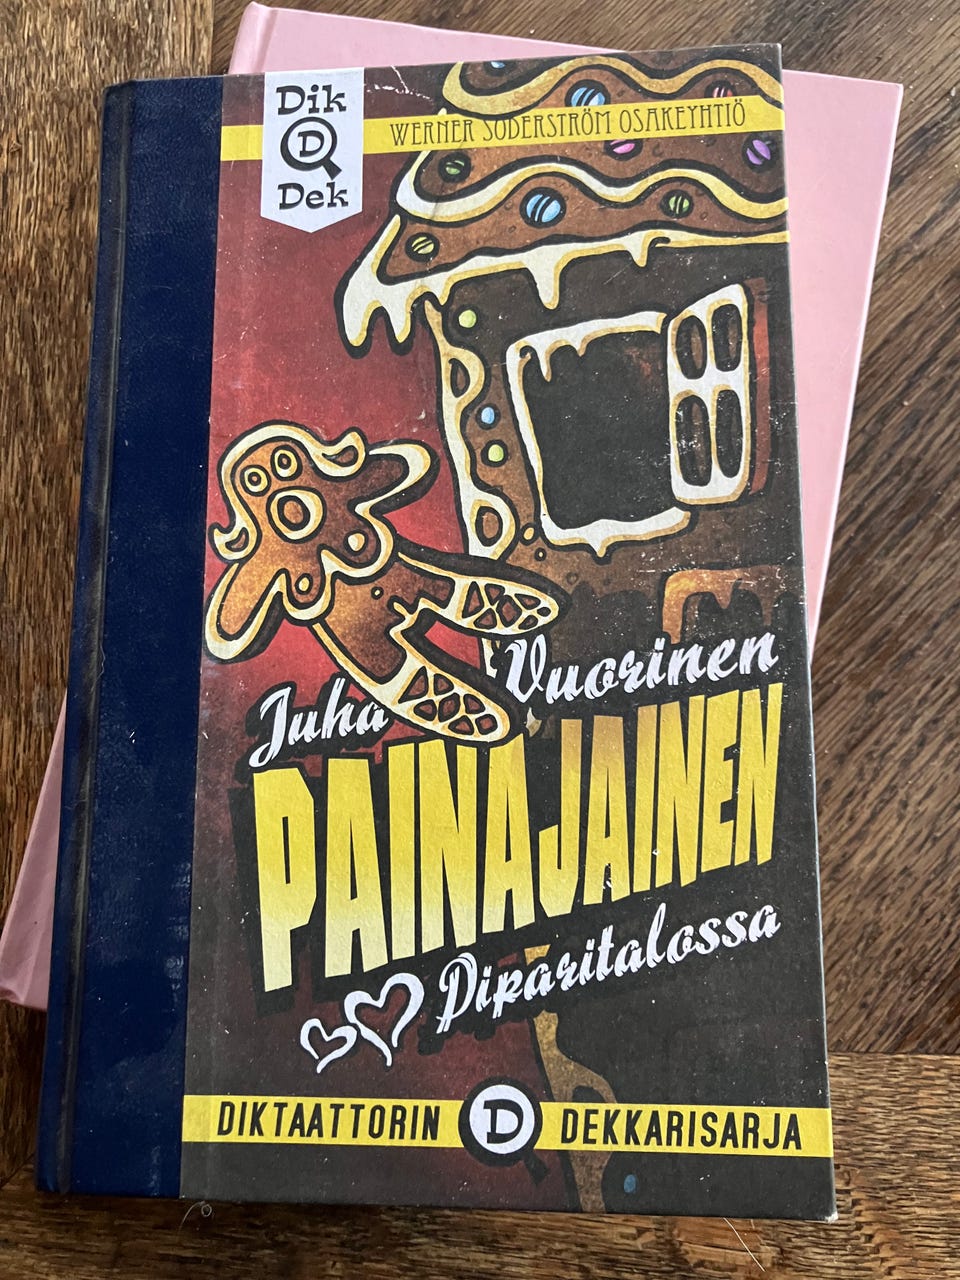 Dik
D
Dek
WERNER SÖDERSTRÖM OSAKEYHTIÖ
Juha Vuorinen
PAINAJAINEN
Piparitalossa
DIKTAATTORIN D DEKKARISARJA